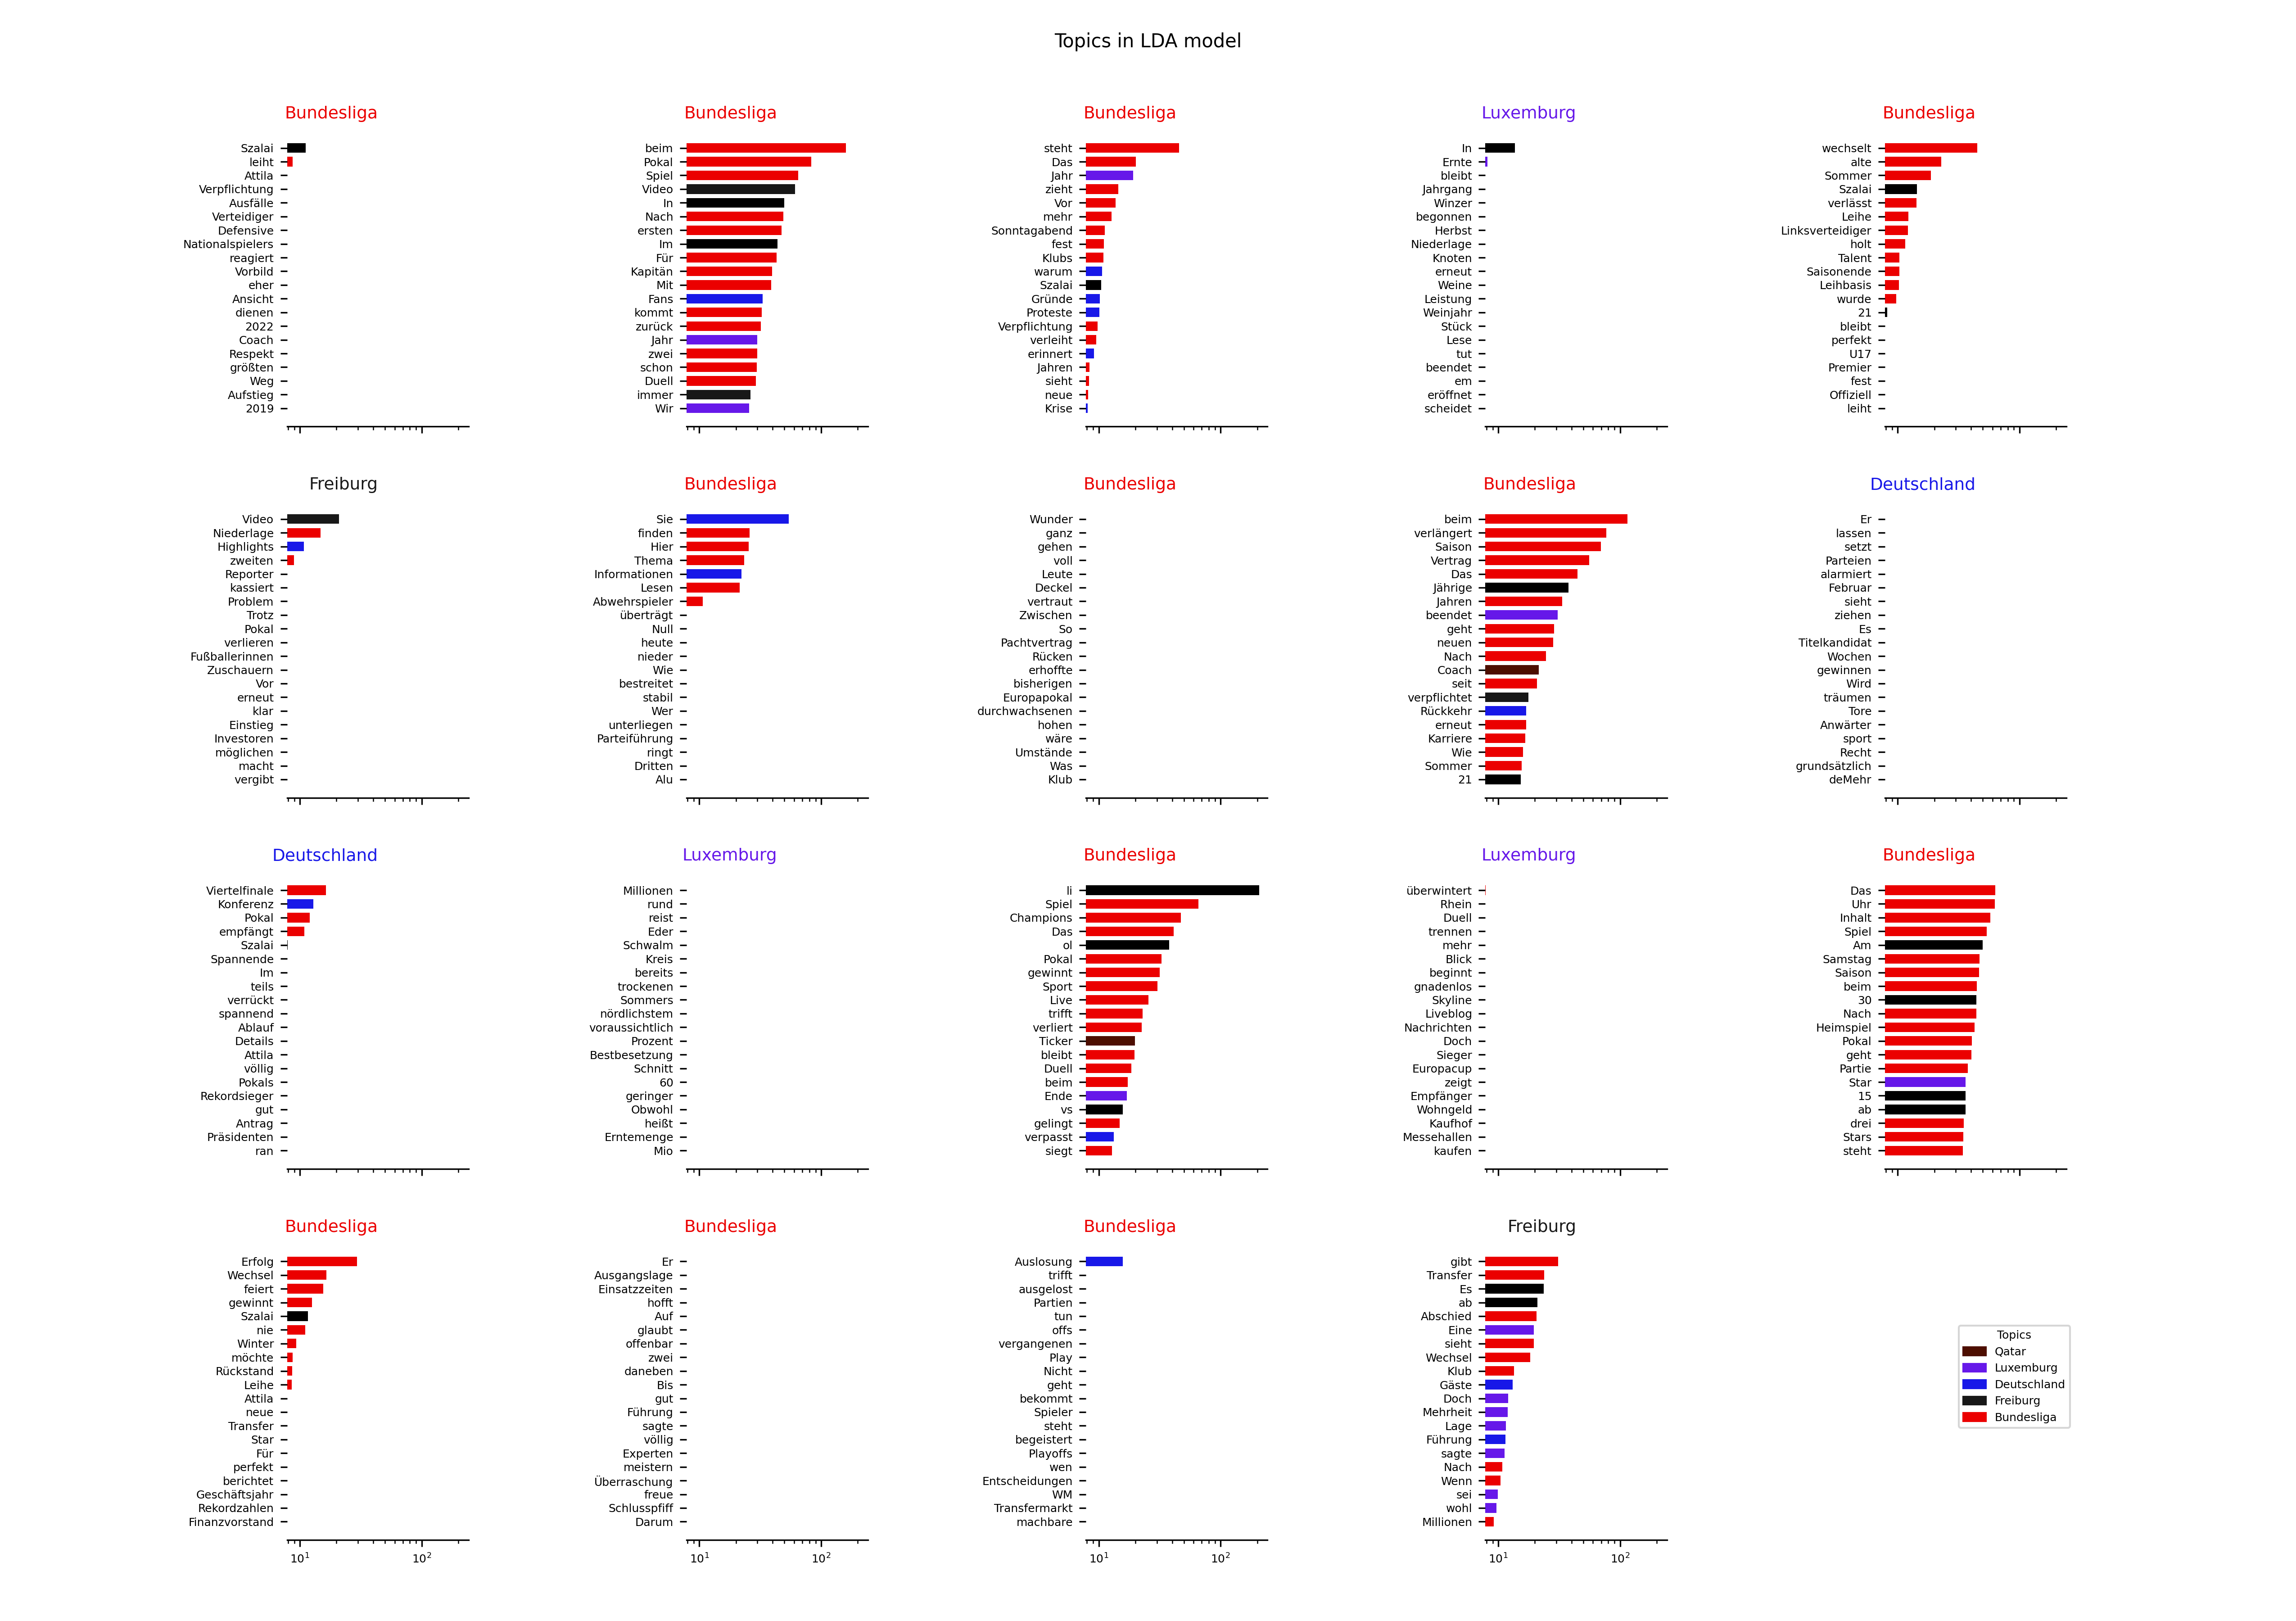 Topics in LDA model
Bundesliga
Szalai
leiht
Attila
Verpflichtung
Ausfälle
Verteidiger
Defensive
Nationalspielers
reagiert
Vorbild
eher
Ansicht
dienen
2022
Coach
Respekt
größten
Weg
Aufstieg
2019
Bundesliga
beim
Pokal
Spiel
Video
In
Nach
ersten
Im
Für
Kapitän
Mit
Fans
kommt
zurück
Jahr
zwei
schon
Duell
immer
Wir
Bundesliga
steht
Das
Jahr
zieht
Vor
mehr
Sonntagabend
fest
Klubs
warum
Szalai
Gründe
Proteste
Verpflichtung
verleiht
erinnert
Jahren
sieht
neue
Krise
Luxemburg
In
Ernte
bleibt
Jahrgang
Winzer
begonnen
Herbst
Niederlage
Knoten
erneut
Weine
Leistung
Weinjahr
Stück
Lese
tut
beendet
em
eröffnet
scheidet
Bundesliga
wechselt
alte
Sommer
Szalai
verlässt
Leihe
Linksverteidiger
holt
Talent
Saisonende
Leihbasis
wurde
21
bleibt
perfekt
U17
Premier
fest
Offiziell
leiht
Freiburg
Video
Niederlage
Highlights
zweiten
Reporter
kassiert
Problem
Trotz
Pokal
verlieren
Fußballerinnen
Zuschauern
Vor
erneut
klar
Einstieg
Investoren
möglichen
macht
vergibt
Bundesliga
Sie
finden
Hier
Thema
Informationen
Lesen
Abwehrspieler
überträgt
Null
heute
nieder
Wie
bestreitet
stabil
Wer
unterliegen
Parteiführung
ringt
Dritten
Alu
Bundesliga
Wunder
ganz
gehen
voll
Leute
Deckel
vertraut
Zwischen
So
Pachtvertrag
Rücken
erhoffte
bisherigen
Europapokal
durchwachsenen
hohen
wäre
Umstände
Was
Klub
Bundesliga
beim
verlängert
Saison
Vertrag
Das
Jährige
Jahren
beendet
geht
neuen
Nach
Coach
seit
verpflichtet
Rückkehr
erneut
Karriere
Wie
Sommer
21
Deutschland
Er
lassen
setzt
Parteien
alarmiert
Februar
sieht
ziehen
Es
Titelkandidat
Wochen
gewinnen
Wird
träumen
Tore
Anwärter
sport
Recht
grundsätzlich
deMehr
Deutschland
Viertelfinale
Konferenz
Pokal
empfängt
Szalai
Spannende
Im
teils
verrückt
spannend
Ablauf
Details
Attila
völlig
Pokals
Rekordsieger
gut
Antrag
Präsidenten
ran
Luxemburg
Millionen
rund
reist
Eder
Schwalm
Kreis
bereits
trockenen
Sommers
nördlichstem
voraussichtlich
Prozent
Bestbesetzung
Schnitt
60
geringer
Obwohl
heißt
Erntemenge
Mio
Bundesliga
li
Spiel
Champions
Das
ol
Pokal
gewinnt
Sport
Live
trifft
verliert
Ticker
bleibt
Duell
beim
Ende
vs
gelingt
verpasst
siegt
Luxemburg
überwintert
Rhein
Duell
trennen
mehr
Blick
beginnt
gnadenlos
Skyline
Liveblog
Nachrichten
Doch
Sieger
Europacup
zeigt
Empfänger
Wohngeld
Kaufhof
Messehallen
kaufen
Bundesliga
Das
Uhr
Inhalt
Spiel
Am
Samstag
Saison
beim
30
Nach
Heimspiel
Pokal
geht
Partie
Star
15
ab
drei
Stars
steht
Bundesliga
Erfolg
Wechsel
feiert
gewinnt
Szalai
nie
Winter
möchte
Rückstand
Leihe
Attila
neue
Transfer
Star
Für
perfekt
berichtet
Geschäftsjahr
Rekordzahlen
Finanzvorstand
10¹ 10²
Bundesliga
Er
Ausgangslage
Einsatzzeiten
hofft
Auf
glaubt
offenbar
zwei
daneben
Bis
gut
Führung
sagte
völlig
Experten
meistern
Überraschung
freue
Schlusspfiff
Darum
10¹ 10²
Bundesliga
Auslosung
trifft
ausgelost
Partien
tun
offs
vergangenen
Play
Nicht
geht
bekommt
Spieler
steht
begeistert
Playoffs
wen
Entscheidungen
WM
Transfermarkt
machbare
10¹ 10²
Freiburg
gibt
Transfer
Es
ab
Abschied
Eine
sieht
Wechsel
Klub
Gäste
Doch
Mehrheit
Lage
Führung
sagte
Nach
Wenn
sei
wohl
Millionen
10¹ 10²
Topics
Qatar
Luxemburg
Deutschland
Freiburg
Bundesliga